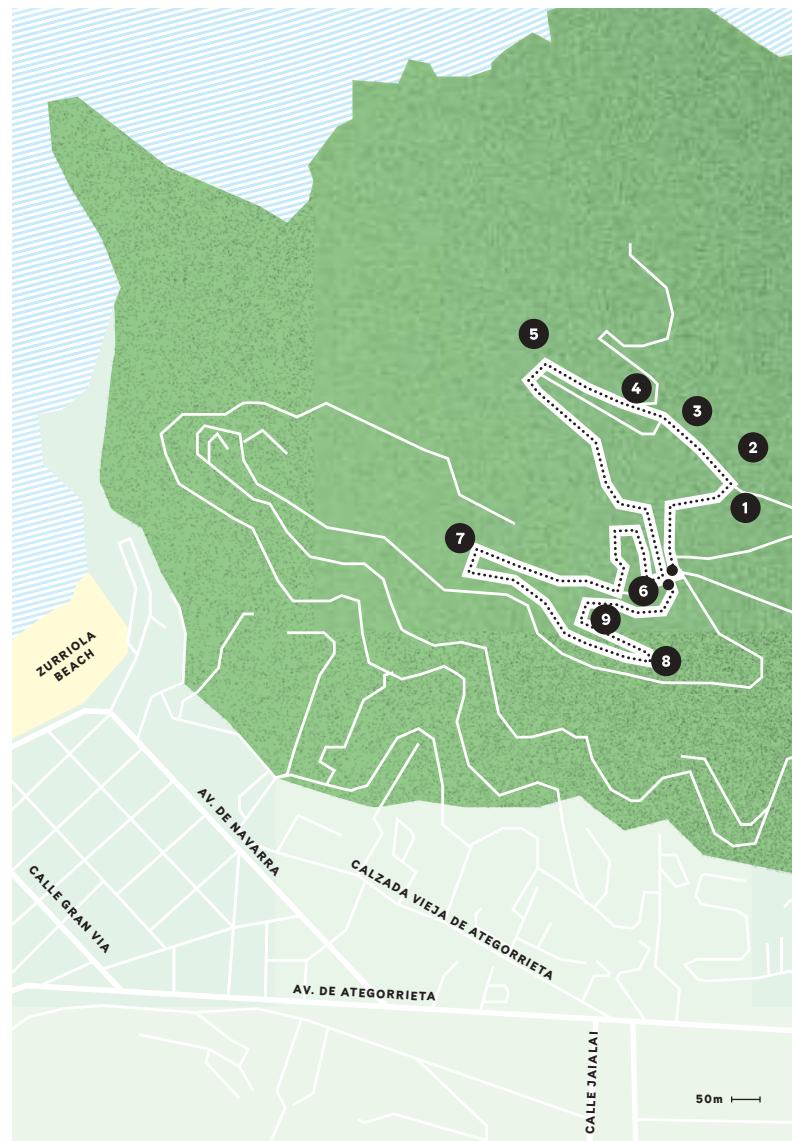 5
4
3
2
1
7
6
9
8
ZURRIOLA
BEACH
AV. DE NAVARRA
CALLE GRAN VIA
CALZADA VIEJA DE ATEGORRIETA
AV. DE ATEGORRIETA
CALLE JAIALAI
50m